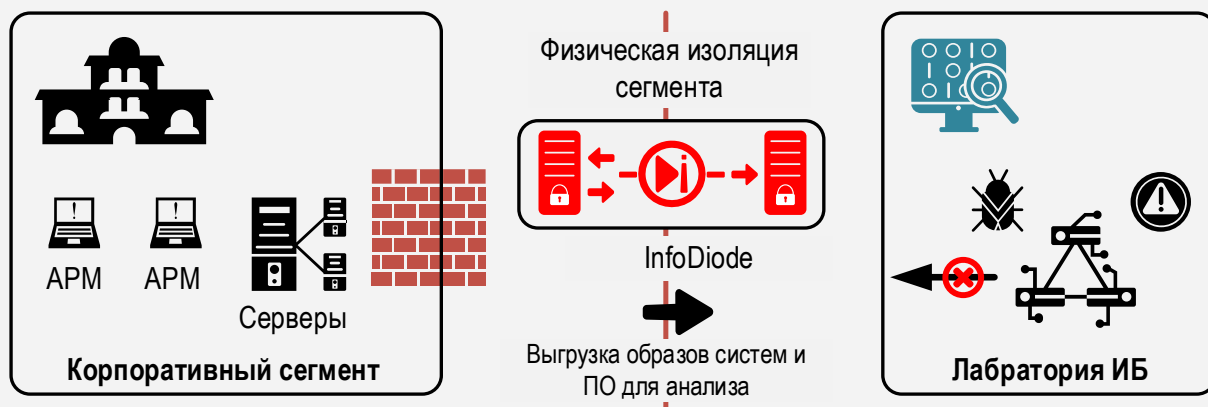 Физическая изоляция
сегмента
АРМ
АРМ
Серверы
Корпоративный сегмент
InfoDiode
Выгрузка образов систем и
ПО для анализа
Лабратория ИБ